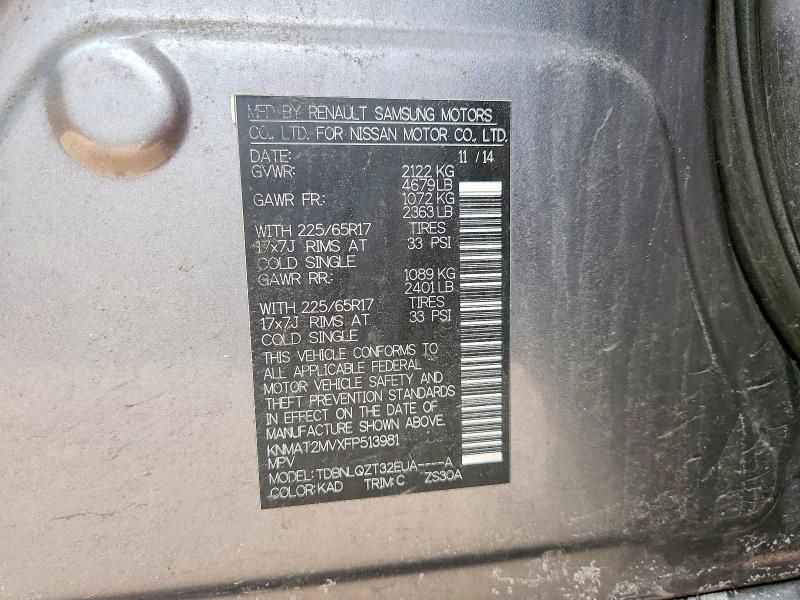 MFD BY RENAULT SAMSUNG MOTORS
CO., LTD. FOR NISSAN MOTOR CO., LTD.
DATE: 11 / 14
GVWR: 2122 KG
4679 LB
GAWR FR: 1072 KG
2363 LB
WITH 225/65R17 TIRES
17x7J RIMS AT 33 PSI
COLD SINGLE
GAWR RR: 1089 KG
2401 LB
WITH 225/65R17 TIRES
17x7J RIMS AT 33 PSI
COLD SINGLE
THIS VEHICLE CONFORMS TO
ALL APPLICABLE FEDERAL
MOTOR VEHICLE SAFETY AND
THEFT PREVENTION STANDARDS
IN EFFECT ON THE DATE OF
MANUFACTURE SHOWN ABOVE.
KNMAT2MVXFP513981
MPV
MODEL: TDBNLQZT32EUA----A
COLOR: KAD TRIM: C ZS30A